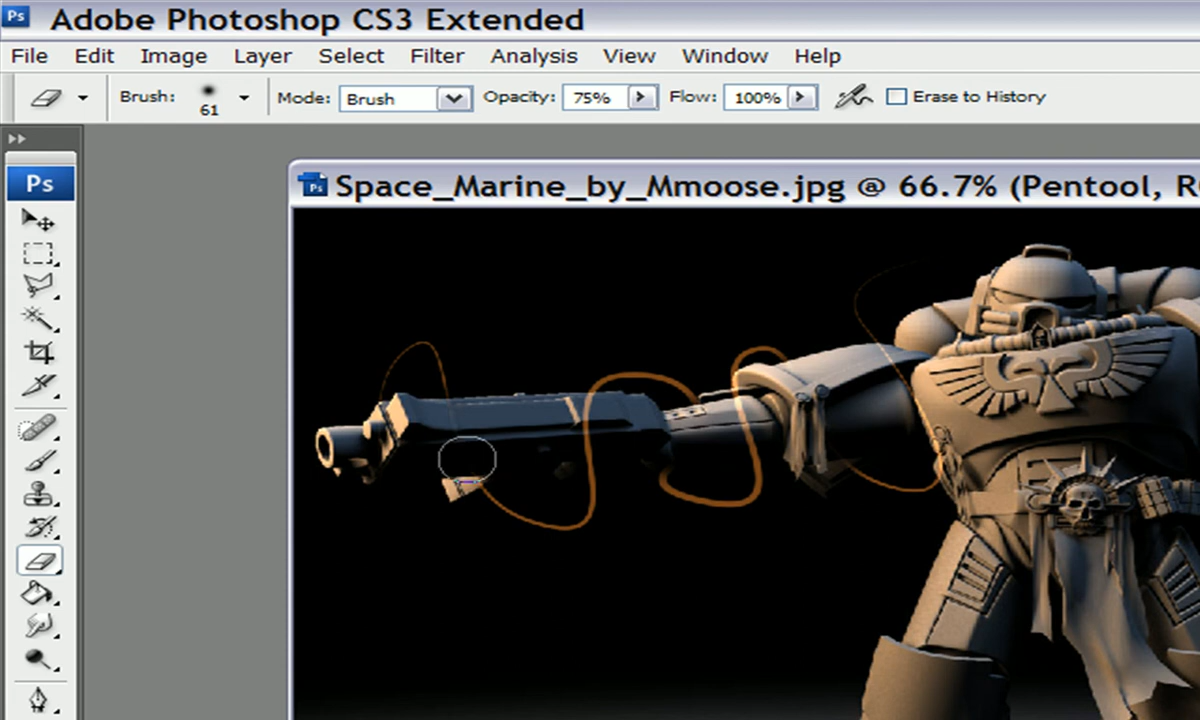 Ps Adobe Photoshop CS3 Extended
File Edit Image Layer Select Filter Analysis View Window Help
Brush: 61 Mode: Brush Opacity: 75% Flow: 100% Erase to History
Ps Space_Marine_by_Mmoose.jpg @ 66.7% (Pentool, R
Ps